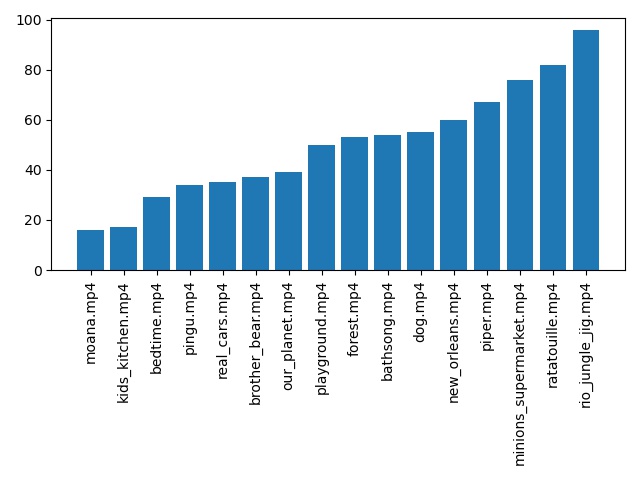 100
80
60
40
20
0
moana.mp4
kids_kitchen.mp4
bedtime.mp4
pingu.mp4
real_cars.mp4
brother_bear.mp4
our_planet.mp4
playground.mp4
forest.mp4
bathsong.mp4
dog.mp4
new_orleans.mp4
piper.mp4
minions_supermarket.mp4
ratatouille.mp4
rio_jungle_jig.mp4